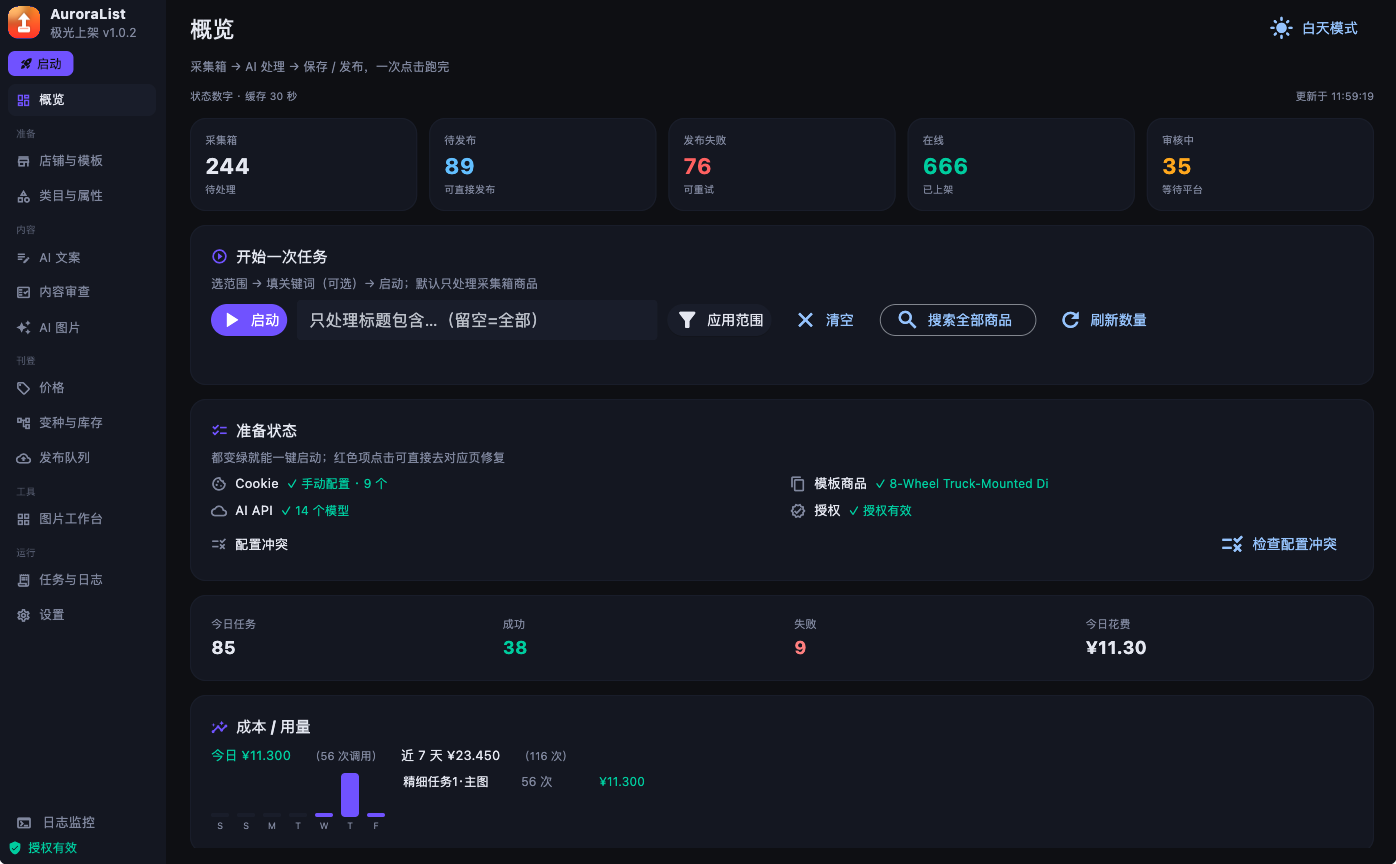 AuroraList
极光上架 v1.0.2
启动
概览
准备
店铺与模板
类目与属性
内容
AI 文案
内容审查
AI 图片
刊登
价格
变种与库存
发布队列
工具
图片工作台
运行
任务与日志
设置
日志监控
授权有效
概览
白天模式
采集箱 → AI 处理 → 保存 / 发布，一次点击跑完
状态数字 · 缓存 30 秒
更新于 11:59:19
采集箱
244
待处理
待发布
89
可直接发布
发布失败
76
可重试
在线
666
已上架
审核中
35
等待平台
开始一次任务
选范围 → 填关键词（可选）→ 启动；默认只处理采集箱商品
启动 只处理标题包含...（留空=全部） 应用范围 清空 搜索全部商品 刷新数量
准备状态
都变绿就能一键启动；红色项点击可直接去对应页修复
Cookie ✓ 手动配置 · 9 个
模板商品 ✓ 8-Wheel Truck-Mounted Di
AI API ✓ 14 个模型
授权 ✓ 授权有效
配置冲突
检查配置冲突
今日任务
85
成功
38
失败
9
今日花费
¥11.30
成本 / 用量
今日 ¥11.300 (56 次调用) 近 7 天 ¥23.450 (116 次)
精细任务1·主图 56 次 ¥11.300
S S M T W T F